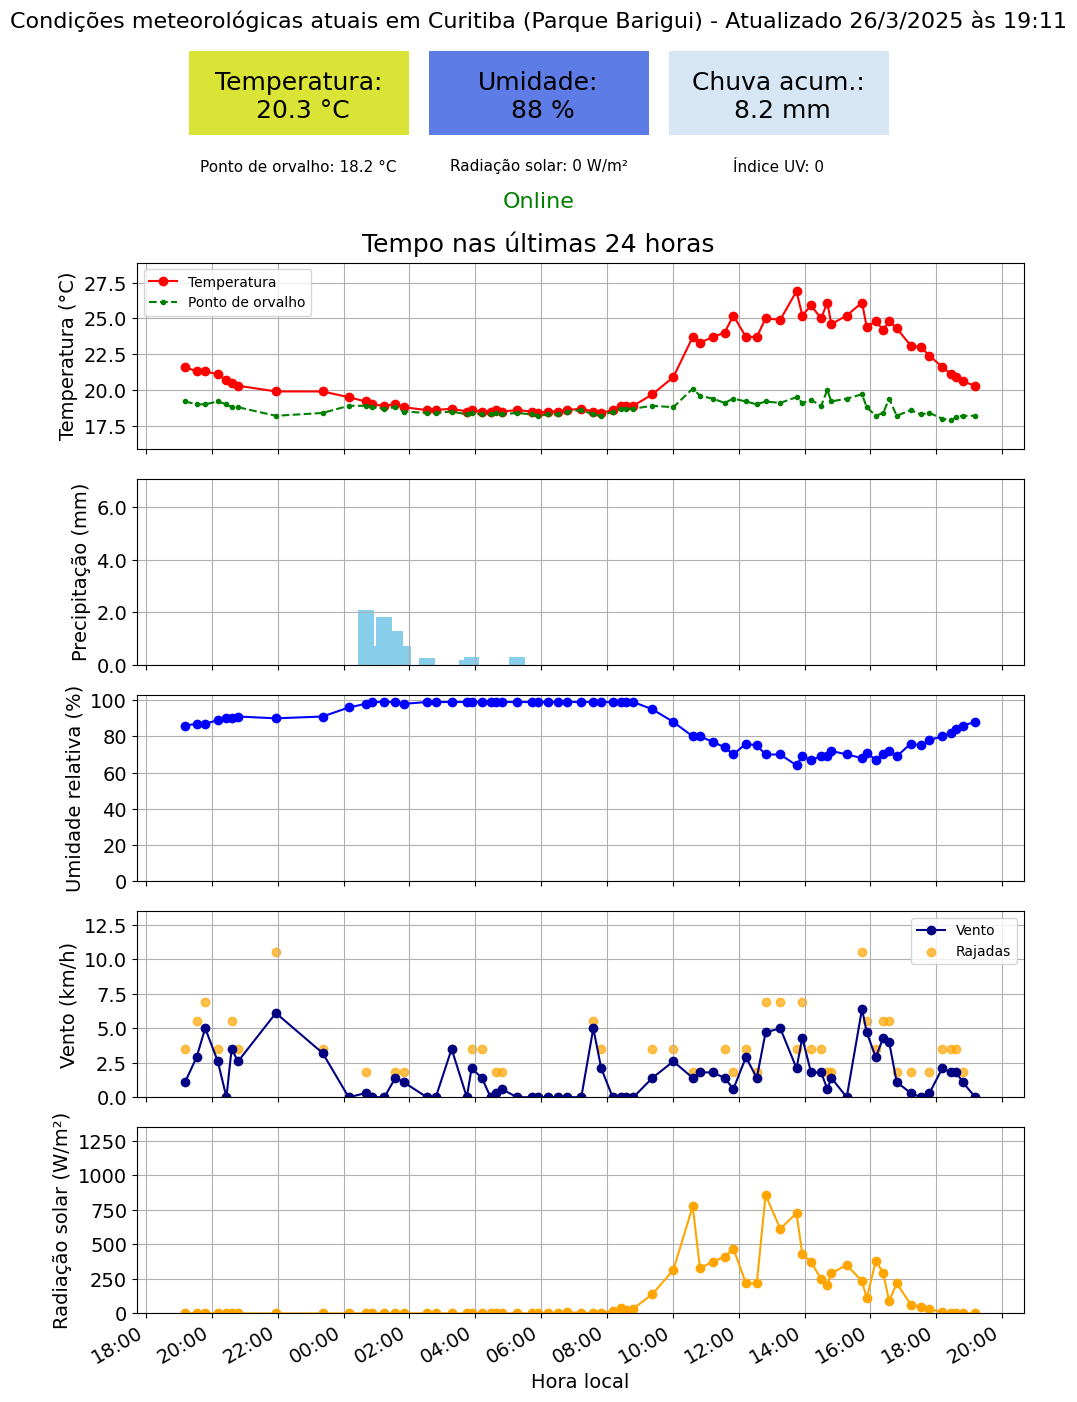 Condições meteorológicas atuais em Curitiba (Parque Barigui) - Atualizado 26/3/2025 às 19:11
Temperatura:
20.3 °C
Umidade:
88 %
Chuva acum.:
8.2 mm
Ponto de orvalho: 18.2 °C
Radiação solar: 0 W/m²
Índice UV: 0
Online
Tempo nas últimas 24 horas
Temperatura (°C)
27.5
25.0
22.5
20.0
17.5
Temperatura
Ponto de orvalho
Precipitação (mm)
6.0
4.0
2.0
0.0
Umidade relativa (%)
100
80
60
40
20
0
Vento (km/h)
12.5
10.0
7.5
5.0
2.5
0.0
Vento
Rajadas
Radiação solar (W/m²)
1250
1000
750
500
250
0
18:00 20:00 22:00 00:00 02:00 04:00 06:00 08:00 10:00 12:00 14:00 16:00 18:00 20:00
Hora local